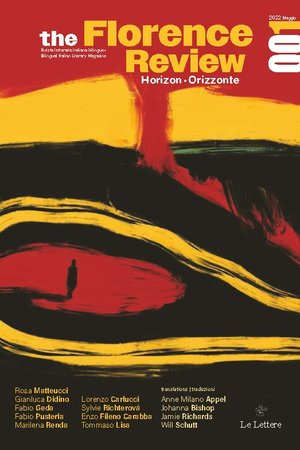 2022 Maggio
001
the Florence
Review
Rivista letteraria italiana bilingue •
Bilingual Italian Literary Magazine
Horizon • Orizzonte
Rosa Matteucci
Gianluca Didino
Fabio Geda
Fabio Pusterla
Marilena Renda
Lorenzo Carlucci
Sylvie Richterová
Enzo Fileno Carabba
Tommaso Lisa
translations | traduzioni
Anne Milano Appel
Johanna Bishop
Jamie Richards
Will Schutt
Le Lettere